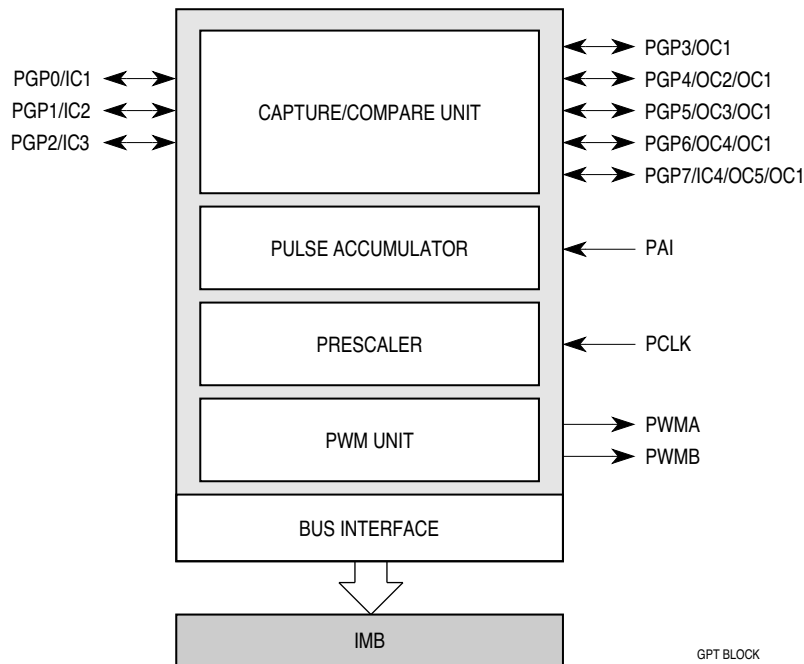 PGP0/IC1
PGP1/IC2
PGP2/IC3
CAPTURE/COMPARE UNIT
PGP3/OC1
PGP4/OC2/OC1
PGP5/OC3/OC1
PGP6/OC4/OC1
PGP7/IC4/OC5/OC1
PULSE ACCUMULATOR
PAI
PRESCALER
PCLK
PWM UNIT
PWMA
PWMB
BUS INTERFACE
IMB
GPT BLOCK